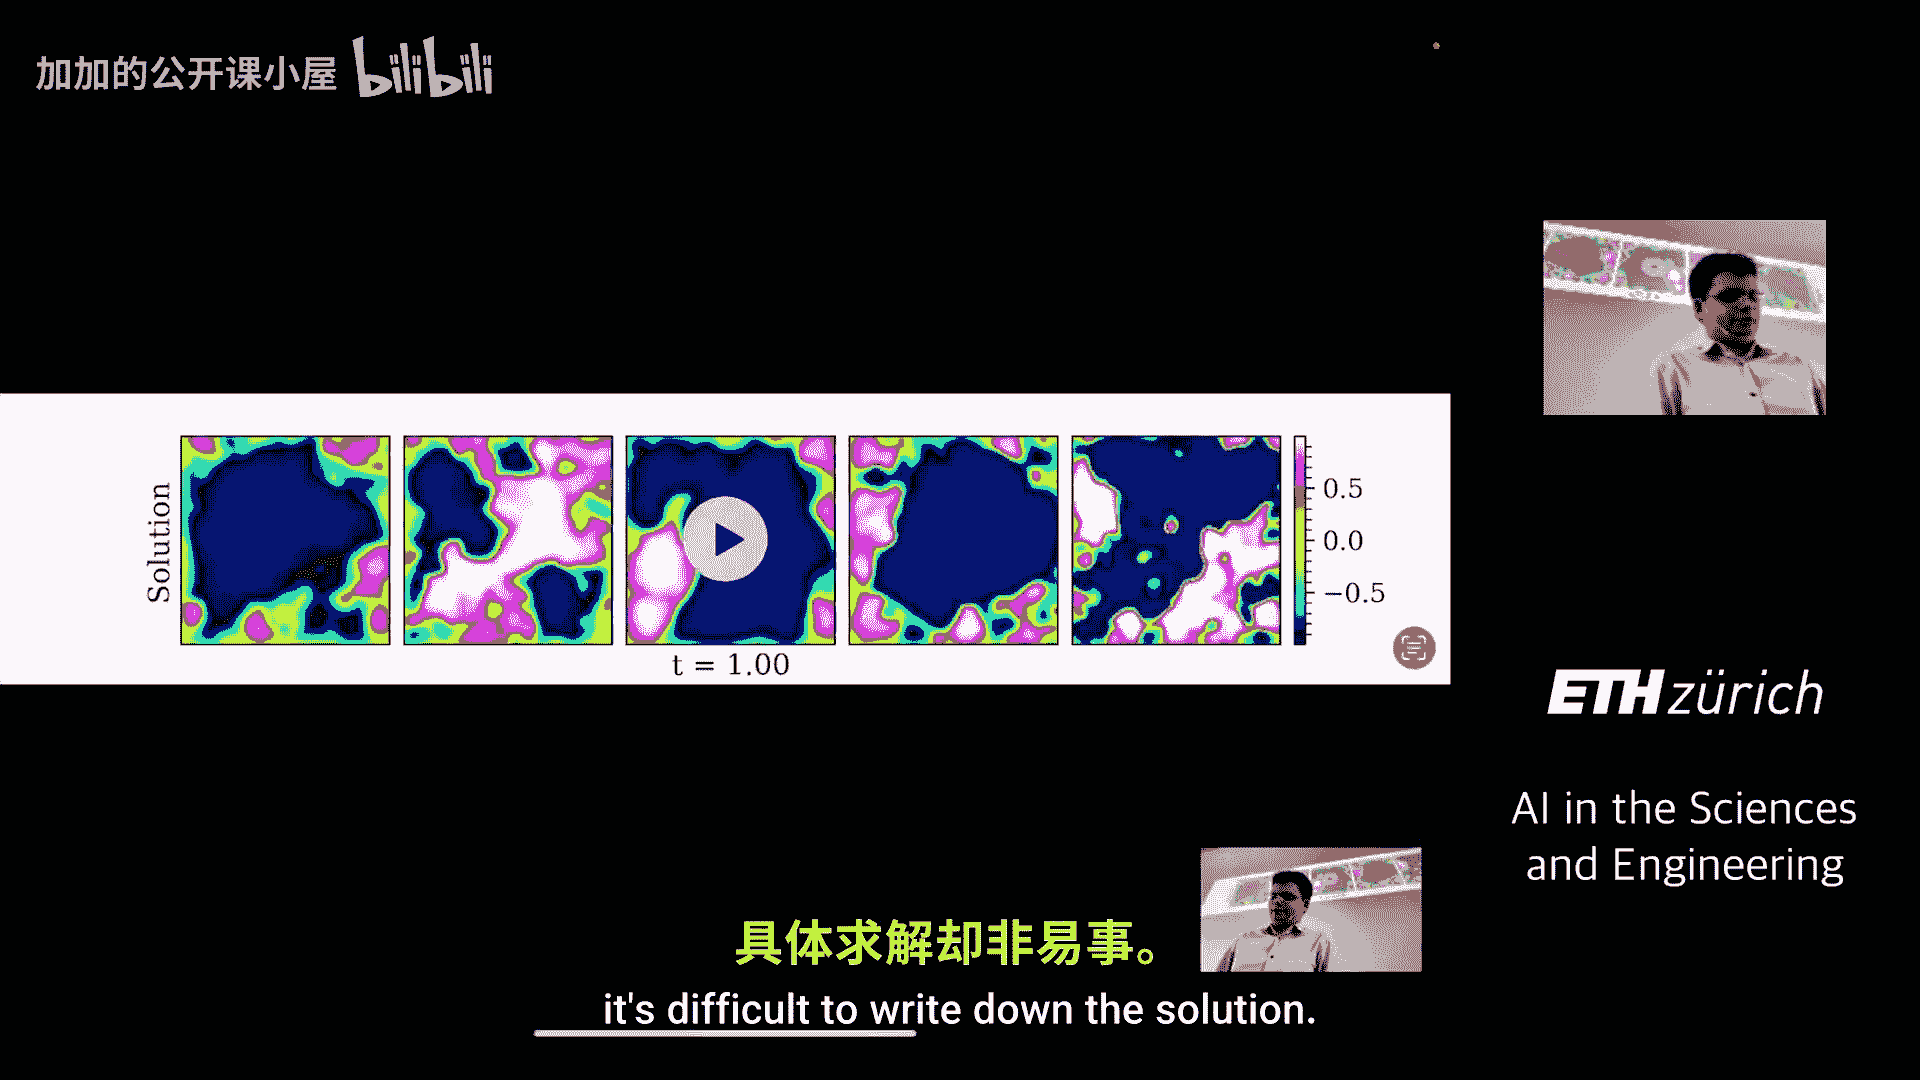 加加的公开课小屋 bilibili
Solution
0.5
0.0
−0.5
t = 1.00
ETH zürich
AI in the Sciences
and Engineering
具体求解却非易事。
it's difficult to write down the solution.